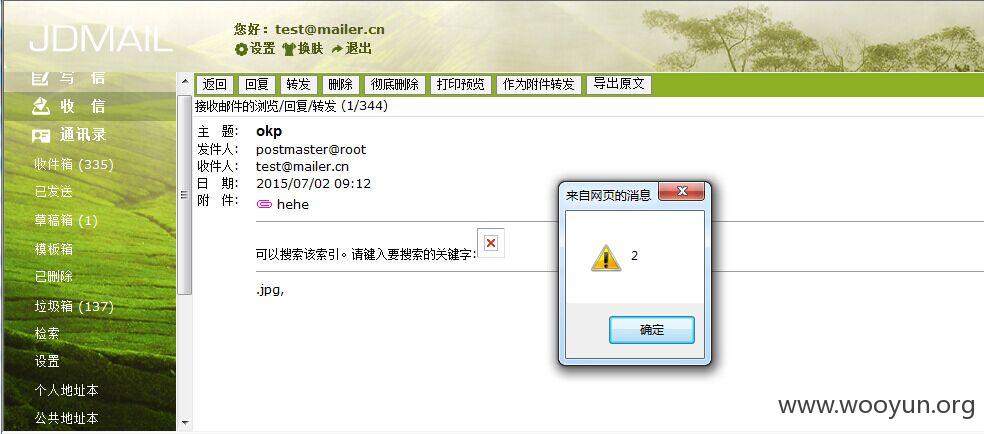 JDMAIL
您好：test@mailer.cn
设置 换肤 退出
写 信
收 信
通讯录
收件箱 (335)
已发送
草稿箱 (1)
模板箱
已删除
垃圾箱 (137)
检索
设置
个人地址本
公共地址本
返回 回复 转发 删除 彻底删除 打印预览 作为附件转发 导出原文
接收邮件的浏览/回复/转发 (1/344)
主 题: okp
发件人: postmaster@root
收件人: test@mailer.cn
日 期: 2015/07/02 09:12
附 件: hehe
可以搜索该索引。请键入要搜索的关键字:
.jpg,
来自网页的消息
2
确定
www.wooyun.org